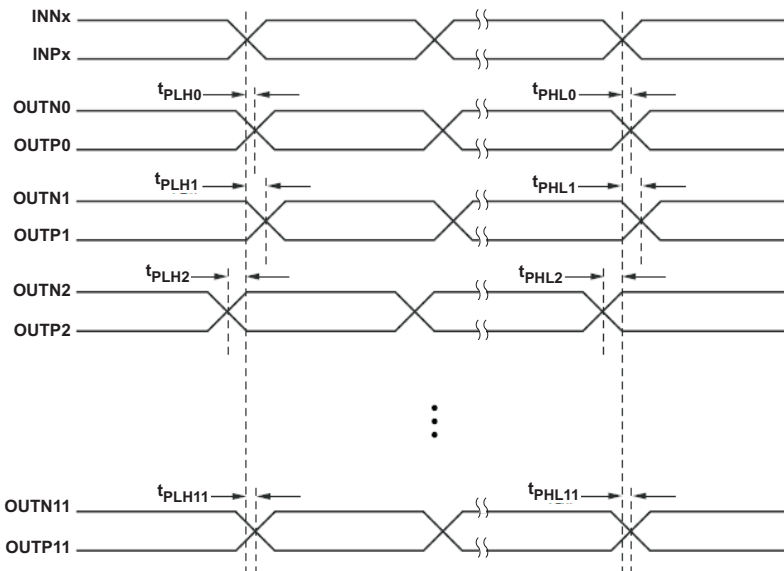 INNx
INPx
tPLH0 tPHL0
OUTN0
OUTP0
tPLH1 tPHL1
OUTN1
OUTP1
tPLH2 tPHL2
OUTN2
OUTP2
tPLH11 tPHL11
OUTN11
OUTP11